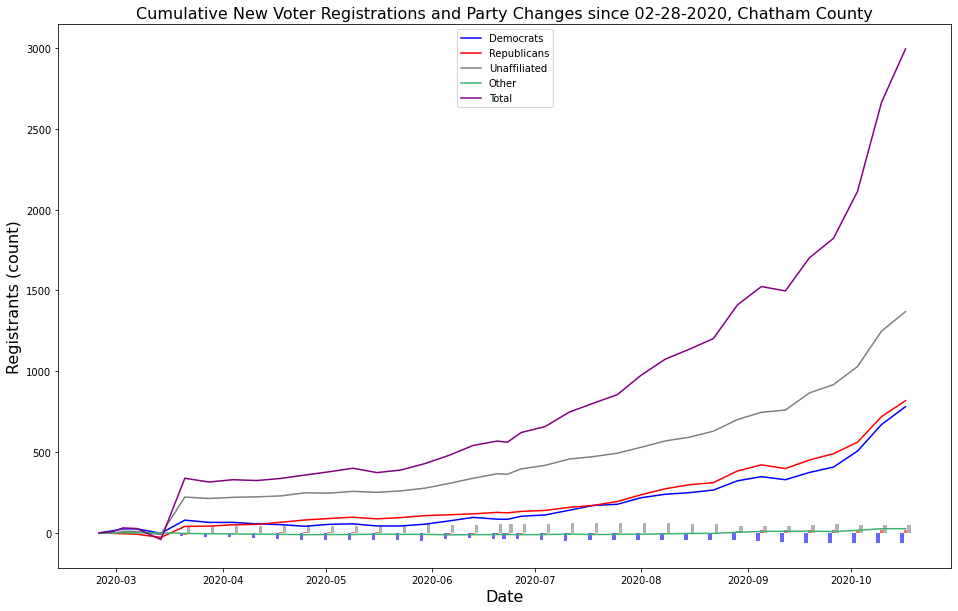 Cumulative New Voter Registrations and Party Changes since 02-28-2020, Chatham County
Democrats
Republicans
Unaffiliated
Other
Total
Registrants (count)
3000
2500
2000
1500
1000
500
0
2020-03 2020-04 2020-05 2020-06 2020-07 2020-08 2020-09 2020-10
Date